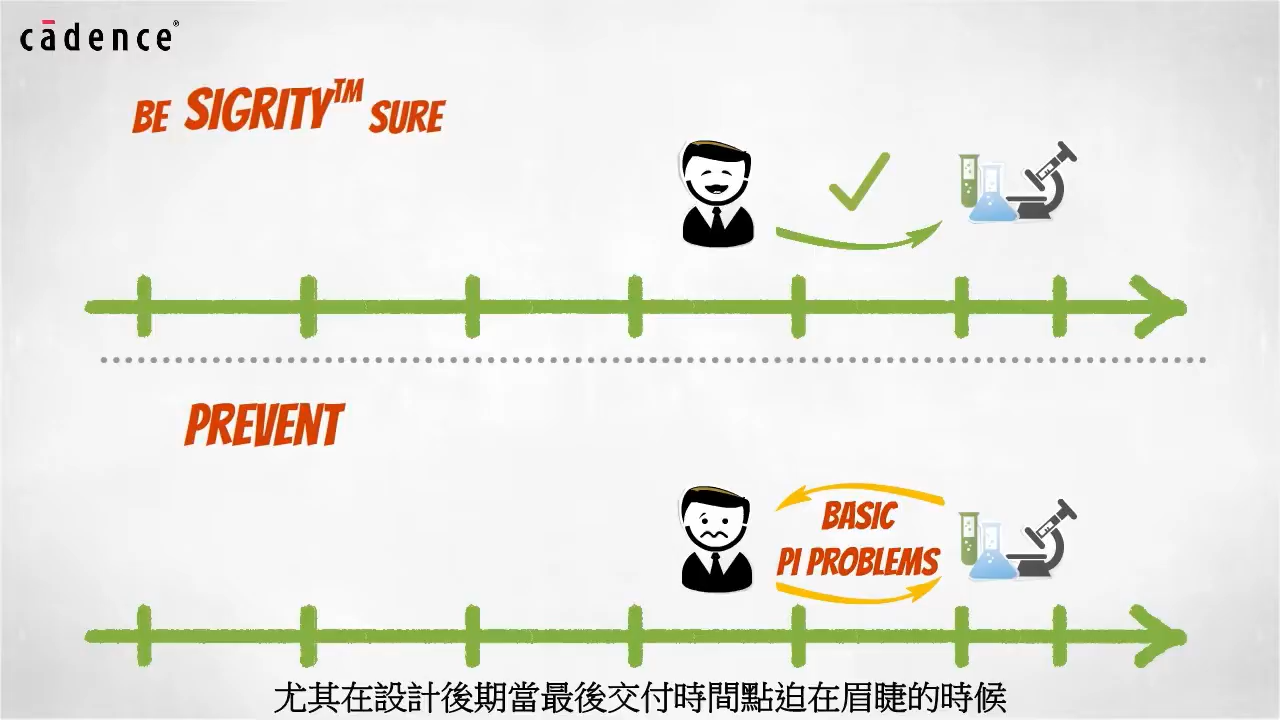 cādence®
BE SIGRITY™ SURE
PREVENT
BASIC
PI PROBLEMS
尤其在設計後期當最後交付時間點迫在眉睫的時候